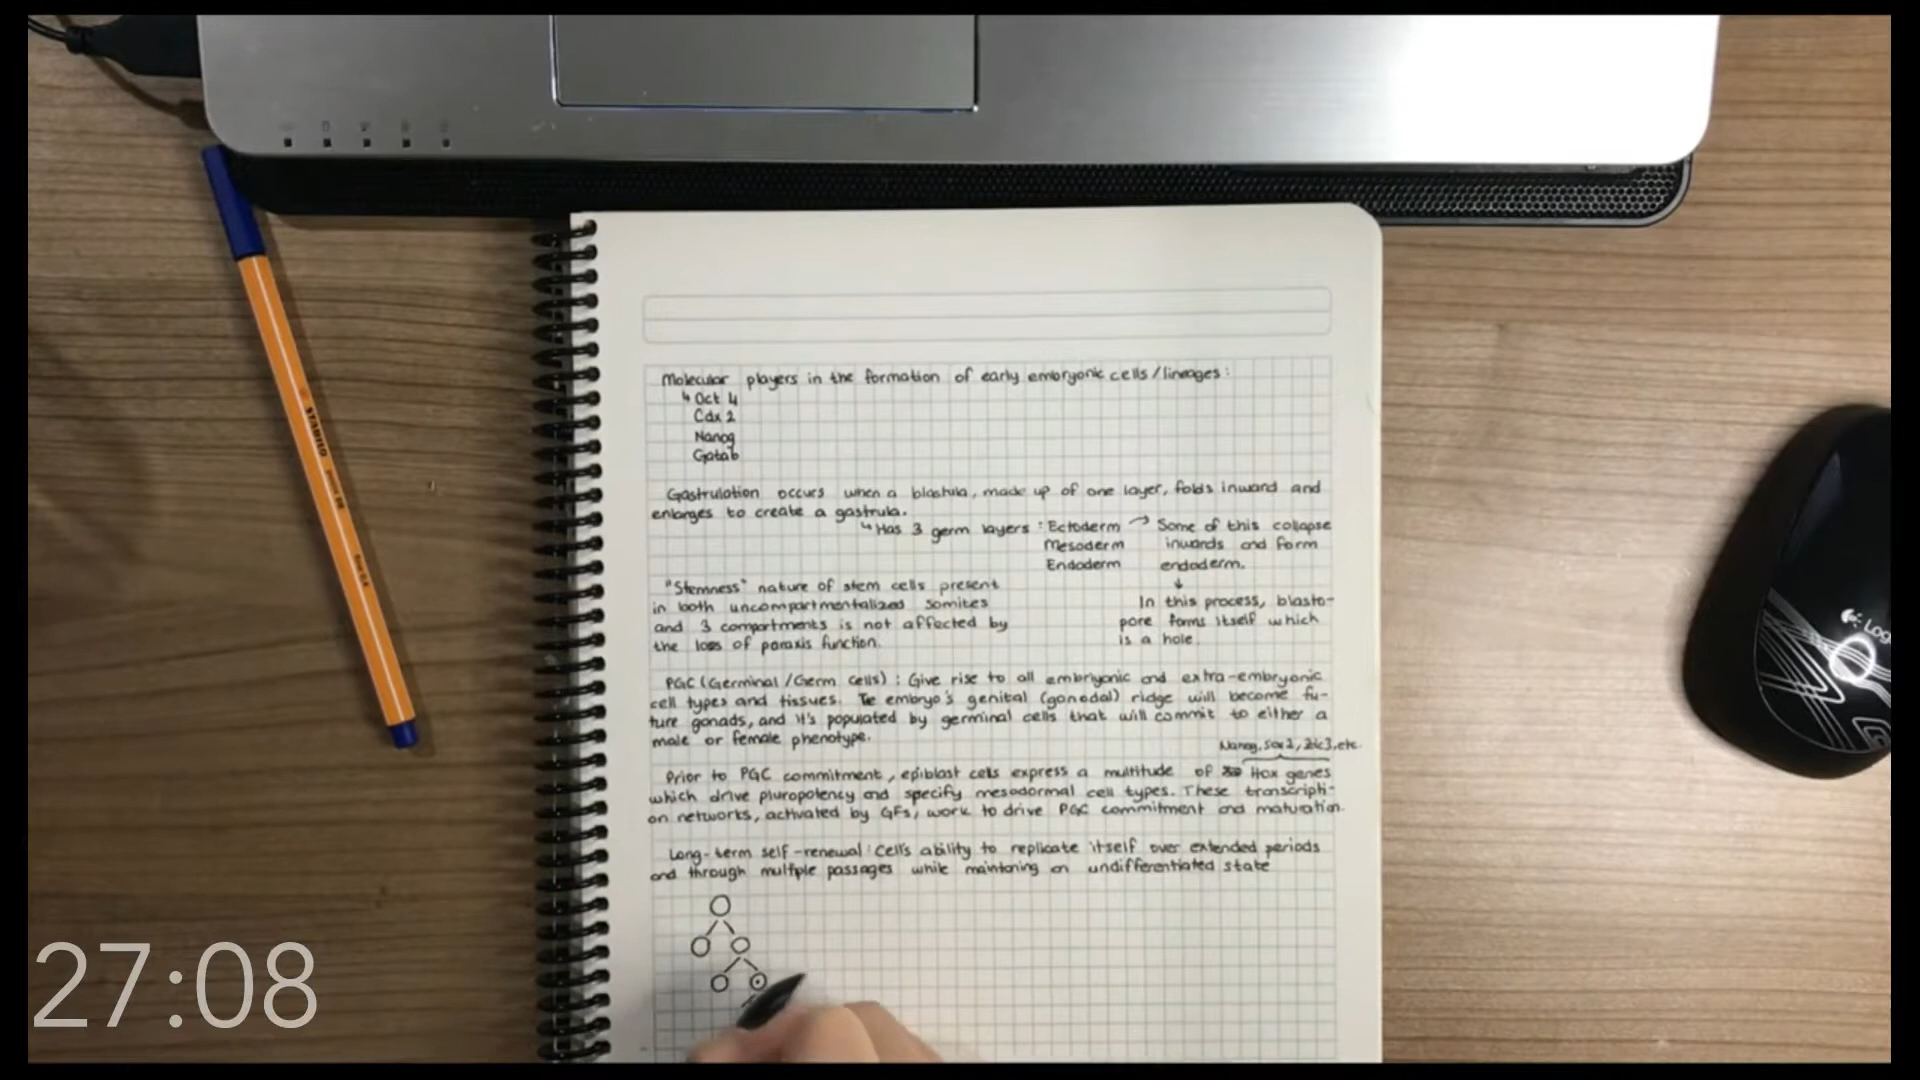 Molecular players in the formation of early embryonic cells/lineages:
↳ Oct 4
Cdx 2
Nanog
Gata6
Gastrulation occurs when a blastula, made up of one layer, folds inward and
enlarges to create a gastrula.
↳ Has 3 germ layers : Ectoderm → Some of this collapse
Mesoderm inwards and form
Endoderm endoderm.
↓
"Stemness" nature of stem cells present
in both uncompartmentalized somites
and 3 compartments is not affected by
the loss of paraxis function.
In this process, blasto-
pore forms itself which
is a hole.
PGC (Germinal/Germ cells) : Give rise to all embriyonic and extra-embryonic
cell types and tissues. Te embryo's genital (gonadal) ridge will become fu-
ture gonads, and it's populated by germinal cells that will commit to either a
male or female phenotype.
Nanog, Sox2, Zic3, etc.
Prior to PGC commitment, epiblast cells express a multitude of Hox genes
which drive pluropotency and specify mesodormal cell types. These transcripti-
on networks, activated by GFs, work to drive PGC commitment and maturation.
Long-term self-renewal : Cell's ability to replicate itself over extended periods
and through multple passages while maintaning an undifferentiated state
STABILO
Log
27:08